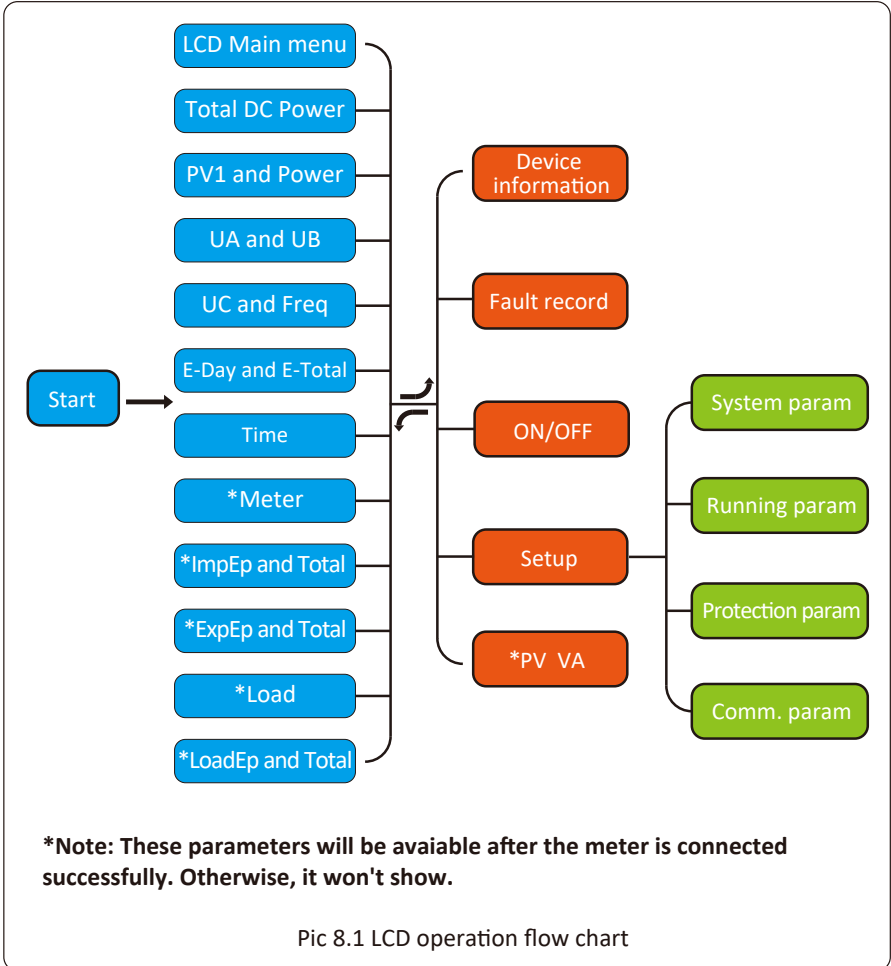 Start
LCD Main menu
Total DC Power
PV1 and Power
UA and UB
UC and Freq
E-Day and E-Total
Time
*Meter
*ImpEp and Total
*ExpEp and Total
*Load
*LoadEp and Total
Device
information
Fault record
ON/OFF
Setup
*PV VA
System param
Running param
Protection param
Comm. param
*Note: These parameters will be avaiable after the meter is connected
successfully. Otherwise, it won't show.
Pic 8.1 LCD operation flow chart